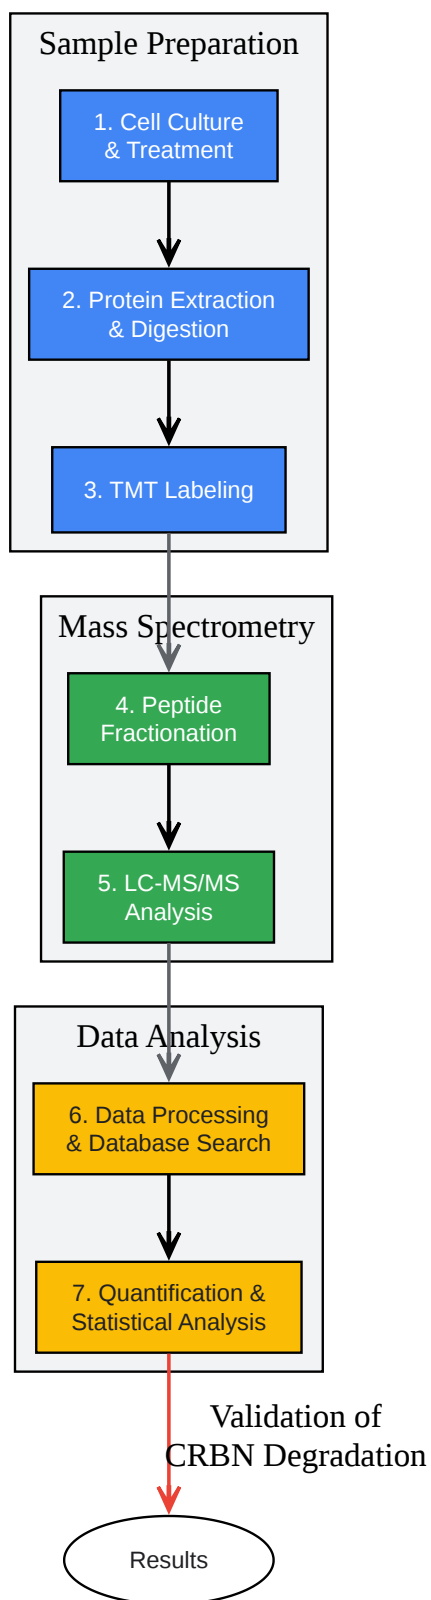 Sample Preparation
1. Cell Culture
& Treatment
2. Protein Extraction
& Digestion
3. TMT Labeling
Mass Spectrometry
4. Peptide
Fractionation
5. LC-MS/MS
Analysis
Data Analysis
6. Data Processing
& Database Search
7. Quantification &
Statistical Analysis
Validation of
CRBN Degradation
Results